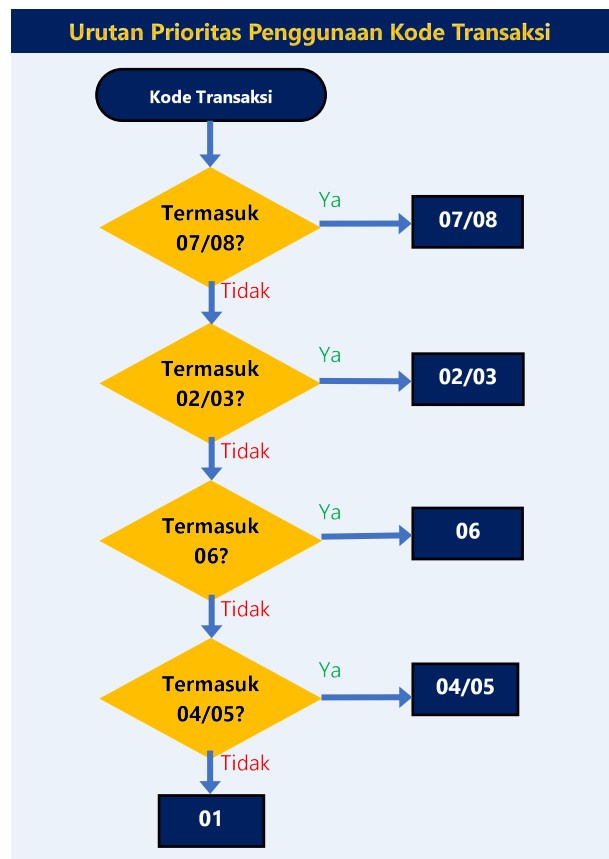 Urutan Prioritas Penggunaan Kode Transaksi
Kode Transaksi
Termasuk
07/08?
Ya
07/08
Tidak
Termasuk
02/03?
Ya
02/03
Tidak
Termasuk
06?
Ya
06
Tidak
Termasuk
04/05?
Ya
04/05
Tidak
01